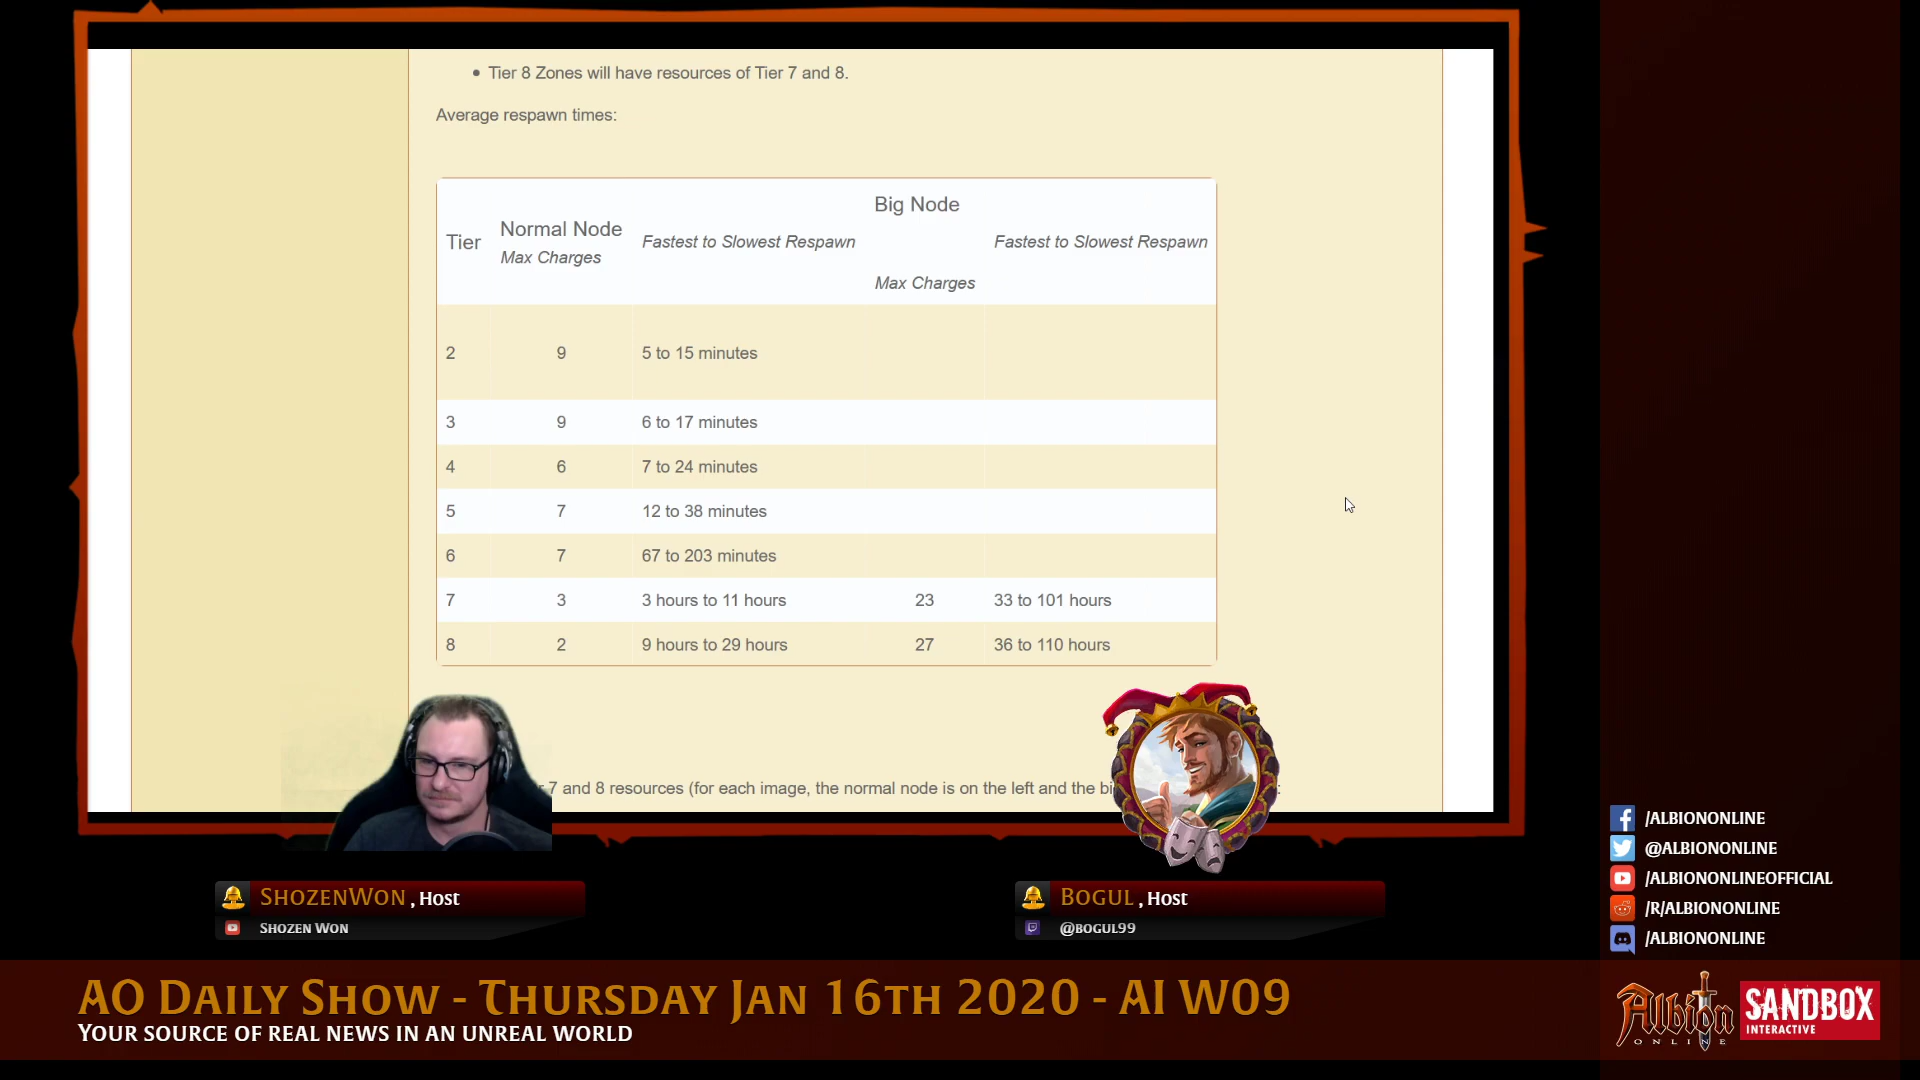 • Tier 8 Zones will have resources of Tier 7 and 8.
Average respawn times:
Big Node
Tier Normal Node Fastest to Slowest Respawn Fastest to Slowest Respawn
Max Charges
Max Charges
2 9 5 to 15 minutes
3 9 6 to 17 minutes
4 6 7 to 24 minutes
5 7 12 to 38 minutes
6 7 67 to 203 minutes
7 3 3 hours to 11 hours 23 33 to 101 hours
8 2 9 hours to 29 hours 27 36 to 110 hours
7 and 8 resources (for each image, the normal node is on the left and the
ShozenWon, Host
Shozen Won
Bogul, Host
@bogul99
/ALBIONONLINE
@ALBIONONLINE
/ALBIONONLINEOFFICIAL
/R/ALBIONONLINE
/ALBIONONLINE
AO Daily Show - Thursday Jan 16th 2020 - AI W09
Your source of real news in an unreal world
Albion
ONLINE
SANDBOX
INTERACTIVE